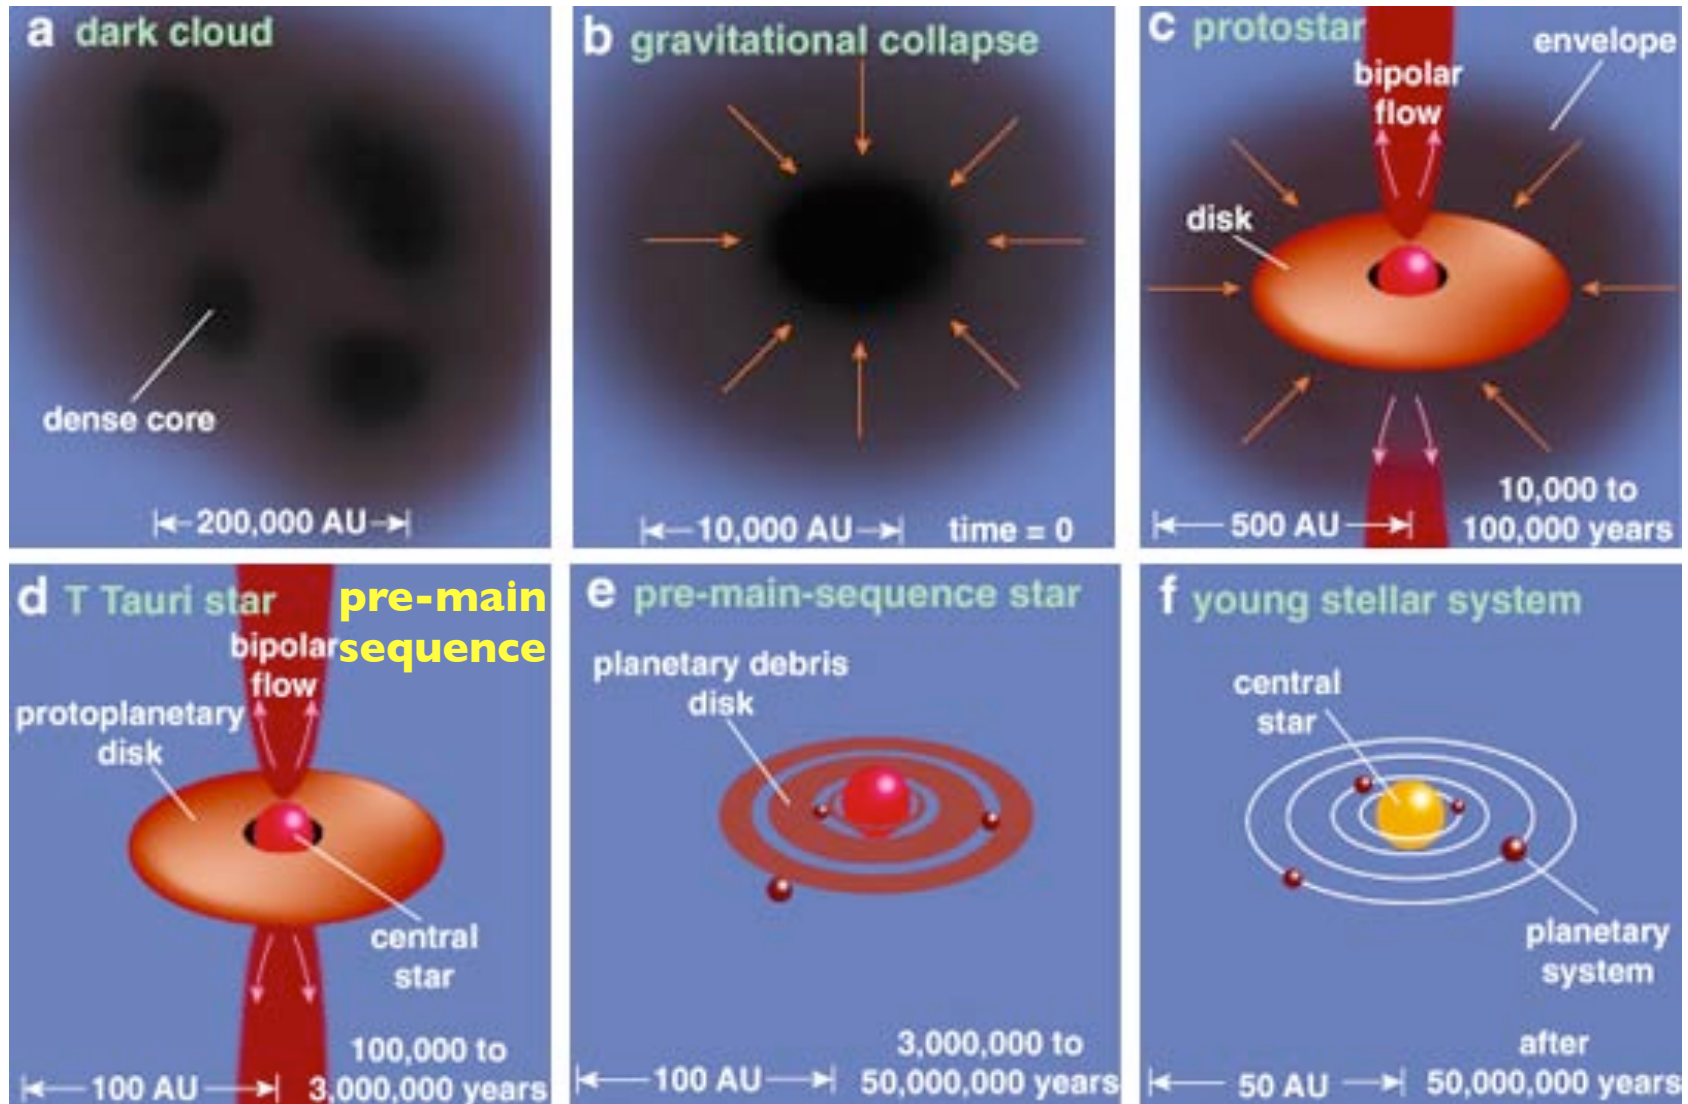 a dark cloud
dense core
200,000 AU
b gravitational collapse
10,000 AU
time = 0
c protostar
envelope
bipolar
flow
disk
500 AU
10,000 to
100,000 years
d T Tauri star
pre-main
sequence
bipolar
flow
protoplanetary
disk
central
star
100 AU
100,000 to
3,000,000 years
e pre-main-sequence star
planetary debris
disk
100 AU
3,000,000 to
50,000,000 years
f young stellar system
central
star
planetary
system
50 AU
after
50,000,000 years